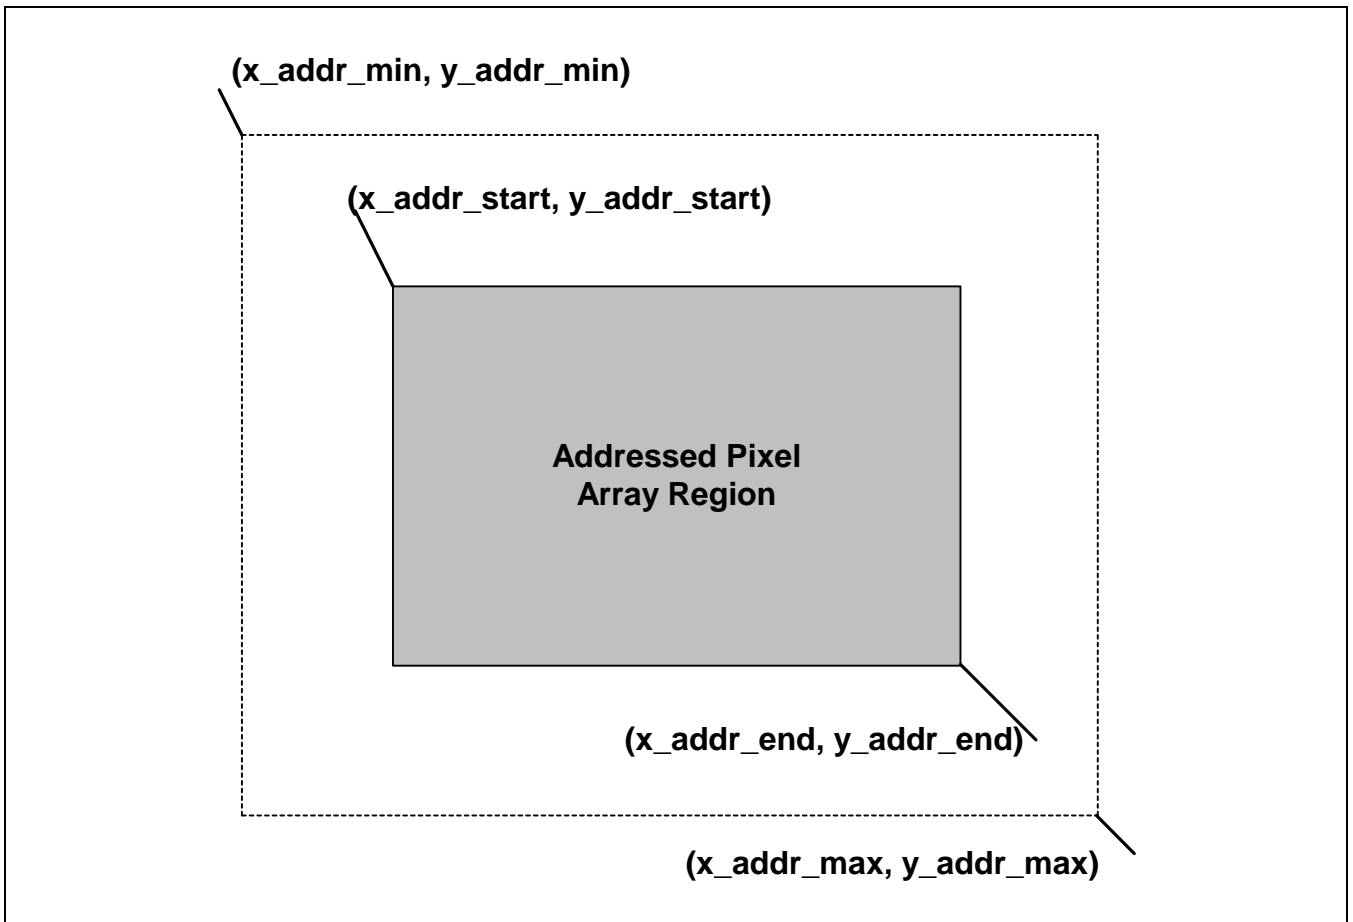 (x_addr_min, y_addr_min)
(x_addr_start, y_addr_start)
Addressed Pixel
Array Region
(x_addr_end, y_addr_end)
(x_addr_max, y_addr_max)